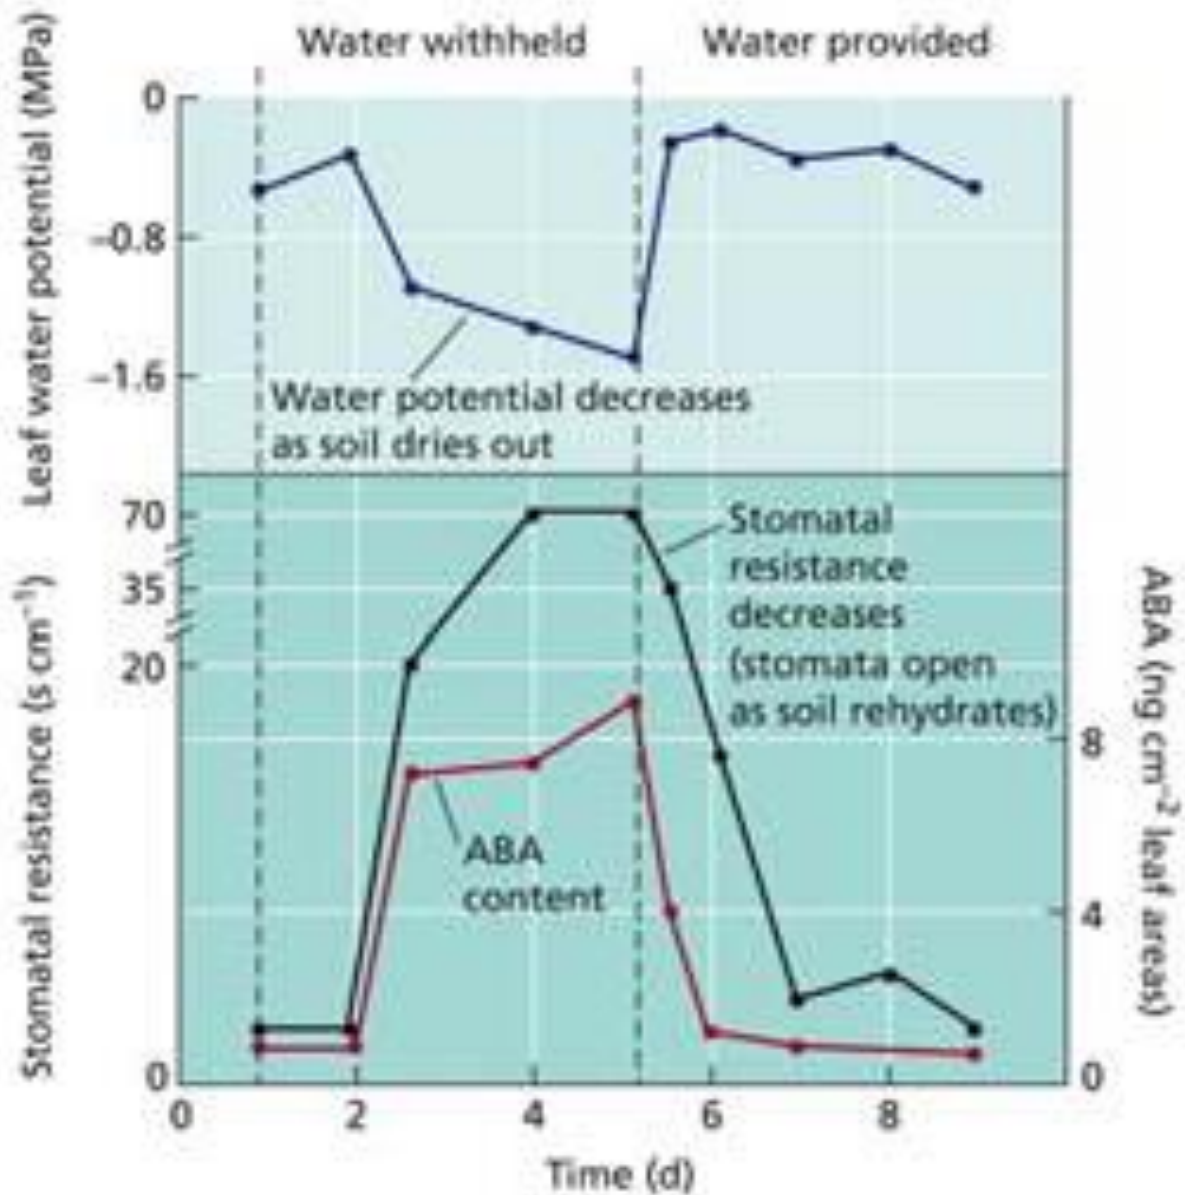 Water withheld
Water provided
Leaf water potential (MPa)
0
–0.8
–1.6
Water potential decreases
as soil dries out
Stomatal resistance (s cm⁻¹)
70
35
20
0
Stomatal
resistance
decreases
(stomata open
as soil rehydrates)
ABA
content
ABA (ng cm⁻² leaf areas)
8
4
0
0 2 4 6 8
Time (d)